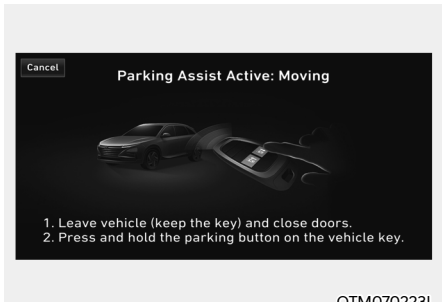 Cancel
Parking Assist Active: Moving
1. Leave vehicle (keep the key) and close doors.
2. Press and hold the parking button on the vehicle key.